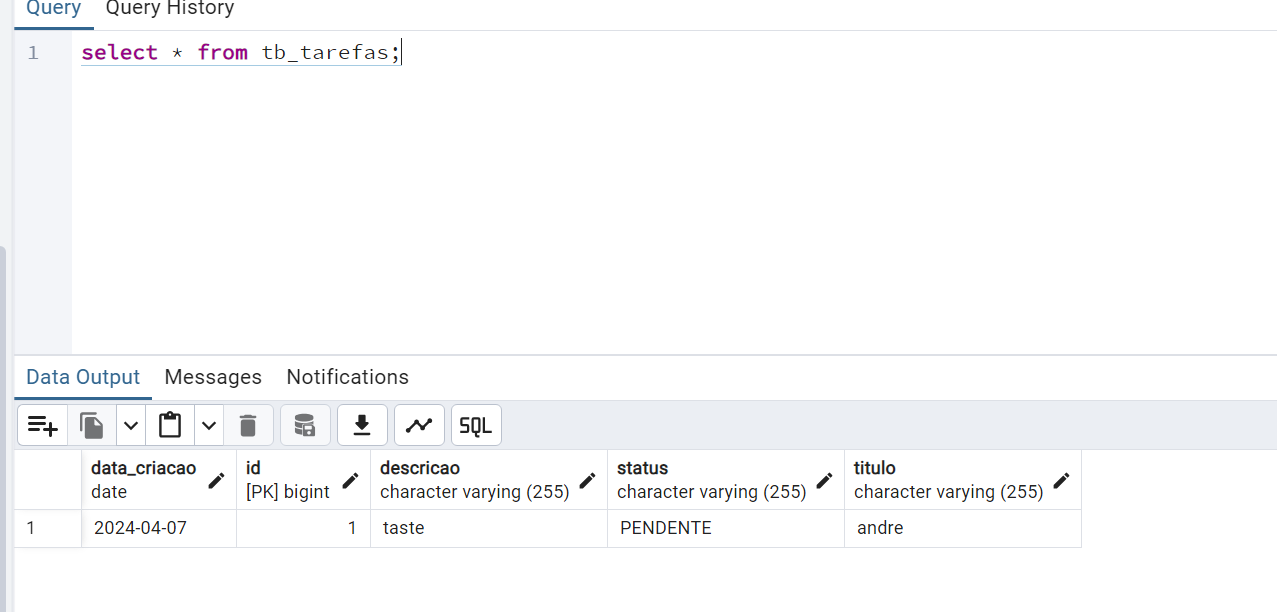 Query Query History
1 select * from tb_tarefas;
Data Output Messages Notifications
SQL
data_criacao id descricao status titulo
date [PK] bigint character varying (255) character varying (255) character varying (255)
1 2024-04-07 1 taste PENDENTE andre